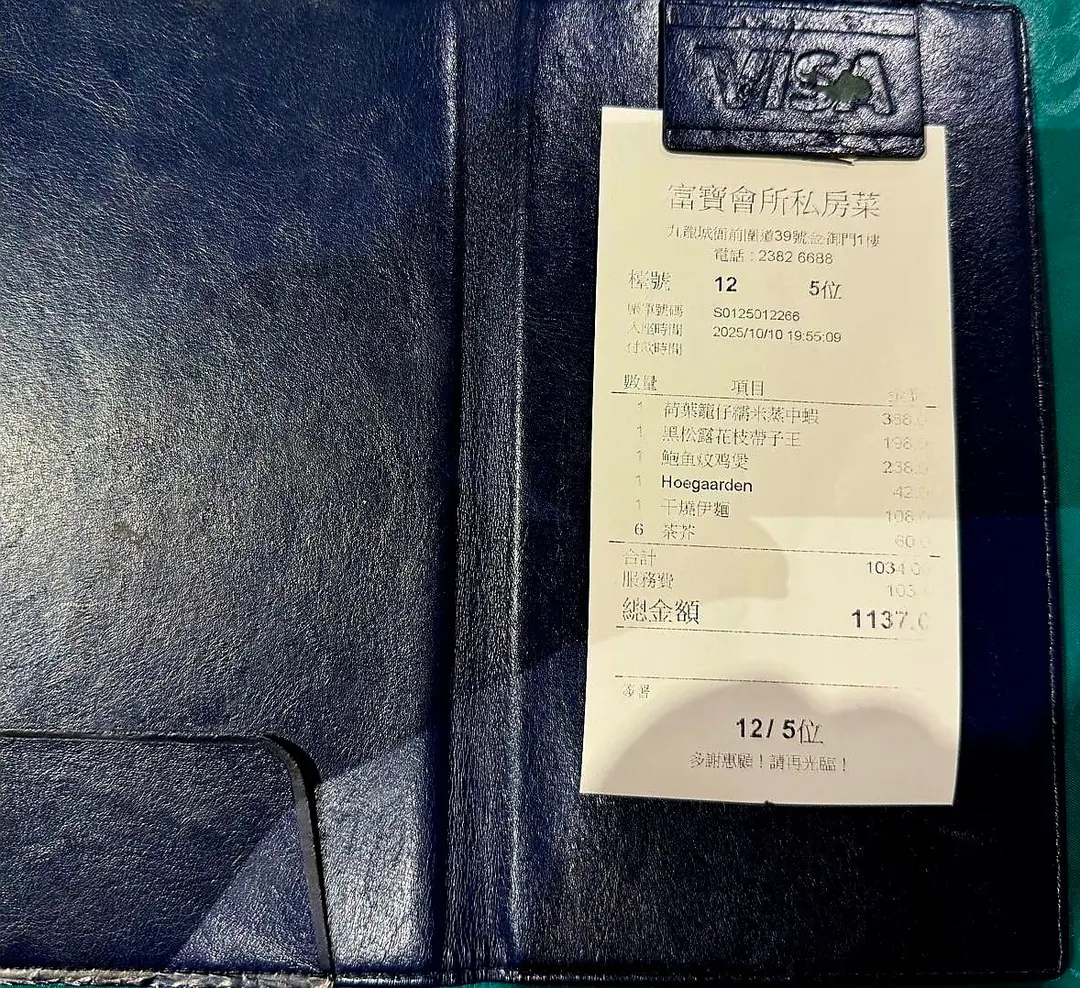 VISA
富寶會所私房菜
九龍城衙前圍道39號金御門1樓
電話：2382 6688
檯號 12 5位
帳單號碼 S0125012266
入座時間 2025/10/10 19:55:09
付款時間
數量 項目
1 荷葉籠仔糯米蒸中蝦 388.0
1 黑松露花枝帶子王 198.0
1 鮑魚炆鸡煲 238.0
1 Hoegaarden 42.0
1 干燒伊麵 108.0
6 茶芥 60.0
合計 1034.00
服務費 103.4
總金額 1137.0
12/ 5位
多謝惠顧！請再光臨！